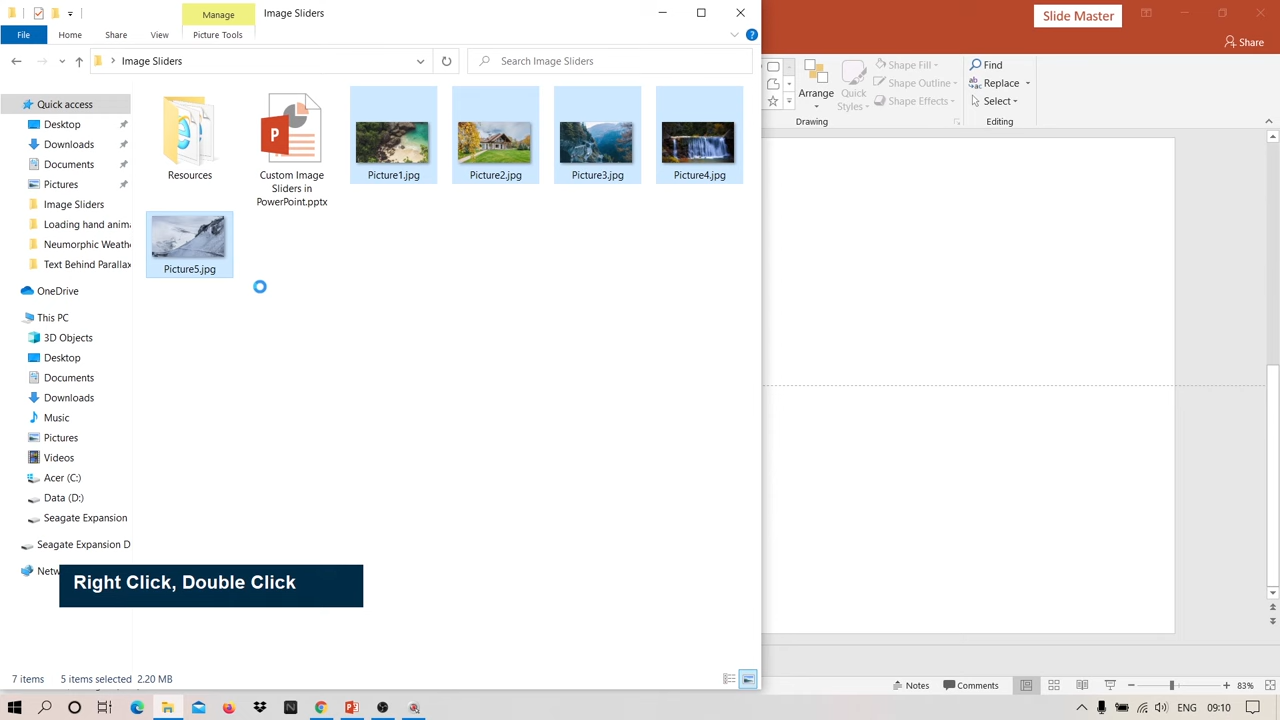 Manage
Image Sliders
Slide Master
File
Home
Share
View
Picture Tools
Share
Image Sliders
Search Image Sliders
Arrange
Quick Styles
Shape Fill
Shape Outline
Shape Effects
Find
Replace
Select
Drawing
Editing
Quick access
Desktop
Downloads
Documents
Pictures
Image Sliders
Loading hand anima
Neumorphic Weath
Text Behind Parallax
OneDrive
This PC
3D Objects
Desktop
Documents
Downloads
Music
Pictures
Videos
Acer (C:)
Data (D:)
Seagate Expansion
Seagate Expansion D
Netw
Resources
Custom Image
Sliders in
PowerPoint.pptx
Picture1.jpg
Picture2.jpg
Picture3.jpg
Picture4.jpg
Picture5.jpg
Right Click, Double Click
7 items
5 items selected
2.20 MB
Notes
Comments
83%
ENG
09:10